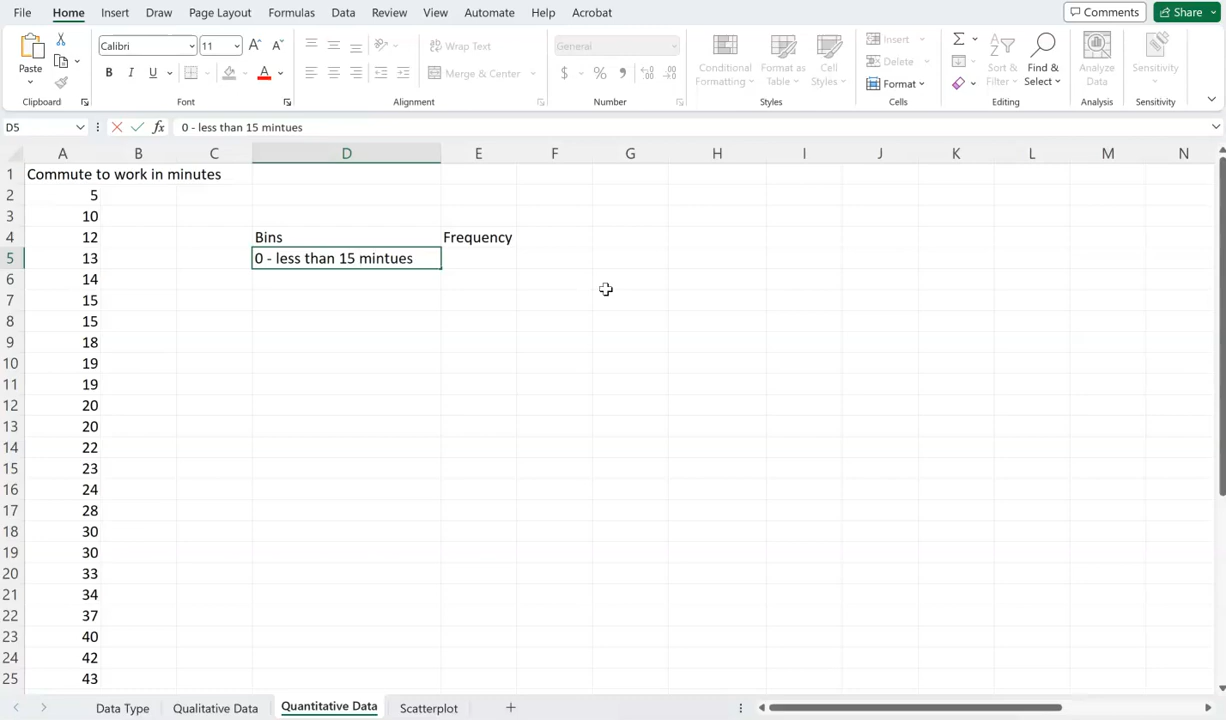 File Home Insert Draw Page Layout Formulas Data Review View Automate Help Acrobat Comments Share
Calibri 11 A A Wrap Text General Insert
Paste B I U A Merge & Center $ % Conditional Formatting Format as Table Cell Styles Delete Format Sort & Filter Find & Select Analyze Data Sensitivity
Clipboard Font Alignment Number Styles Cells Editing Analysis Sensitivity
D5 fx 0 - less than 15 mintues
A B C D E F G H I J K L M N
1 Commute to work in minutes
2 5
3 10
4 12 Bins Frequency
5 13 0 - less than 15 mintues
6 14
7 15
8 15
9 18
10 19
11 19
12 20
13 20
14 22
15 23
16 24
17 28
18 30
19 30
20 33
21 34
22 37
23 40
24 42
25 43
Data Type Qualitative Data Quantitative Data Scatterplot